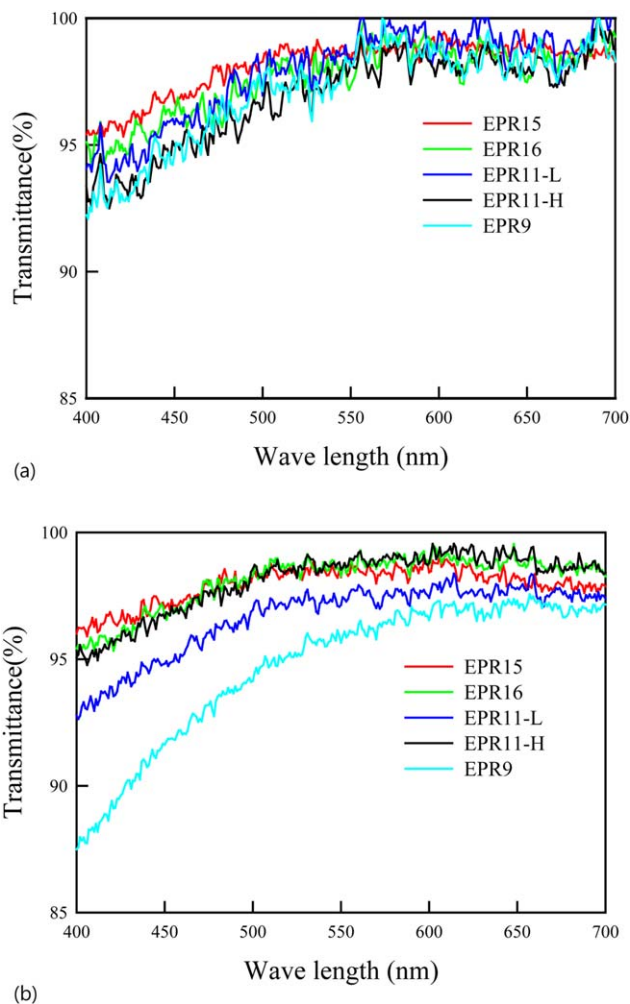 100
95
90
85
Transmittance(%)
EPR15
EPR16
EPR11-L
EPR11-H
EPR9
400 450 500 550 600 650 700
Wave length (nm)
(a)
100
95
90
85
Transmittance(%)
EPR15
EPR16
EPR11-L
EPR11-H
EPR9
400 450 500 550 600 650 700
Wave length (nm)
(b)